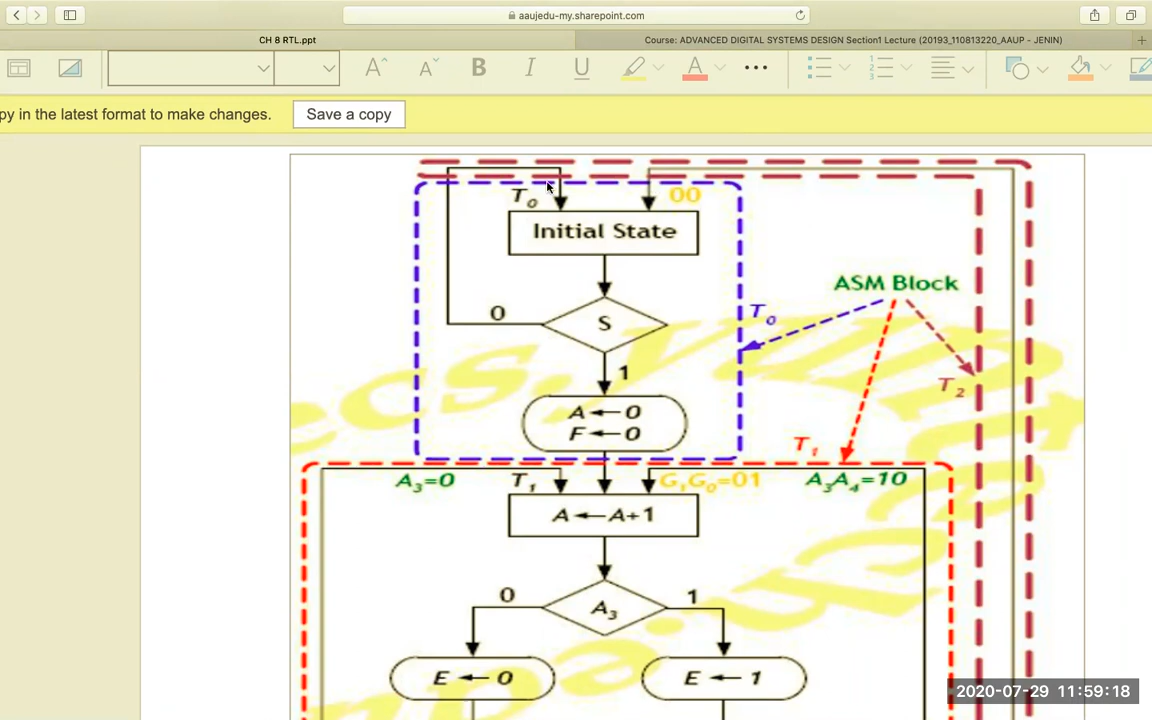 aaujedu-my.sharepoint.com
CH 8 RTL.ppt
Course: ADVANCED DIGITAL SYSTEMS DESIGN Section1 Lecture (20193_110813220_AAUP - JENIN)
B I U
py in the latest format to make changes.
Save a copy
T0
00
Initial State
ASM Block
0
S
T0
1
T2
A ← 0
F ← 0
T1
A3=0
T1
G1G0=01
A3A4=10
A ← A+1
0
1
A3
E ← 0
E ← 1
2020-07-29 11:59:18